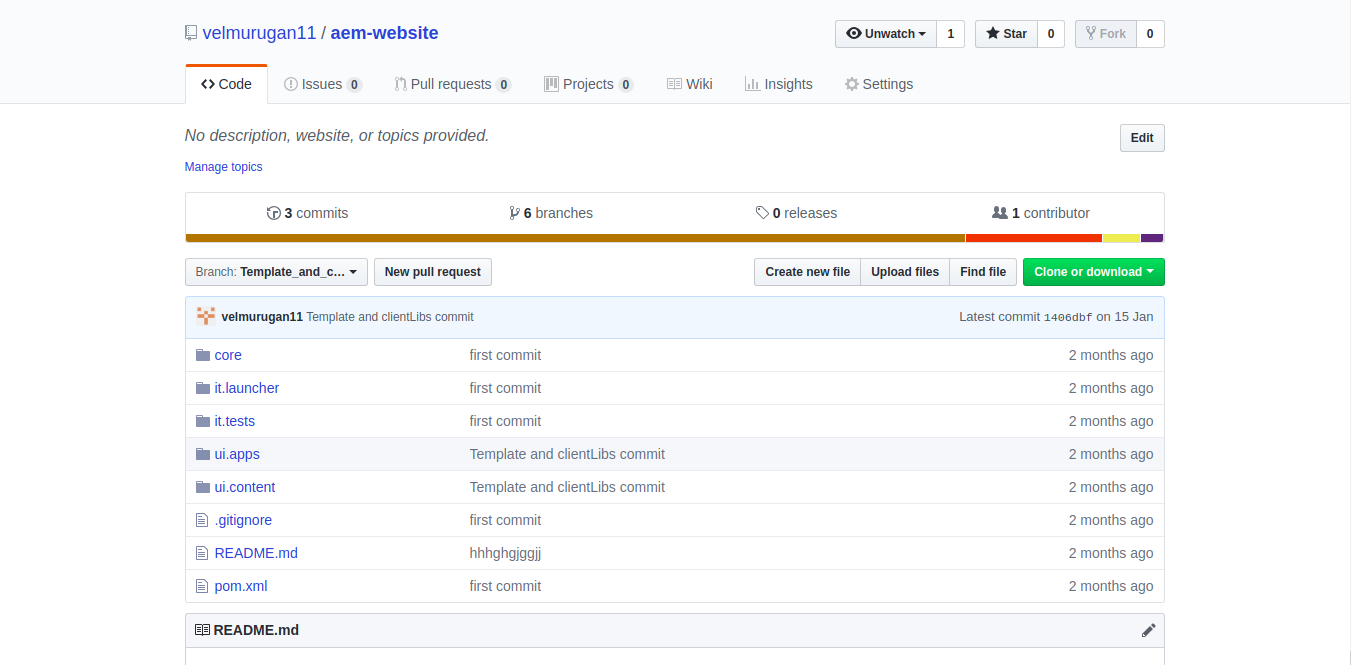 velmurugan11 / aem-website
Unwatch 1 Star 0 Fork 0
Code Issues 0 Pull requests 0 Projects 0 Wiki Insights Settings
No description, website, or topics provided. Edit
Manage topics
3 commits 6 branches 0 releases 1 contributor
Branch: Template_and_c... New pull request Create new file Upload files Find file Clone or download
velmurugan11 Template and clientLibs commit Latest commit 1406dbf on 15 Jan
core first commit 2 months ago
it.launcher first commit 2 months ago
it.tests first commit 2 months ago
ui.apps Template and clientLibs commit 2 months ago
ui.content Template and clientLibs commit 2 months ago
.gitignore first commit 2 months ago
README.md hhhghgjggjj 2 months ago
pom.xml first commit 2 months ago
README.md